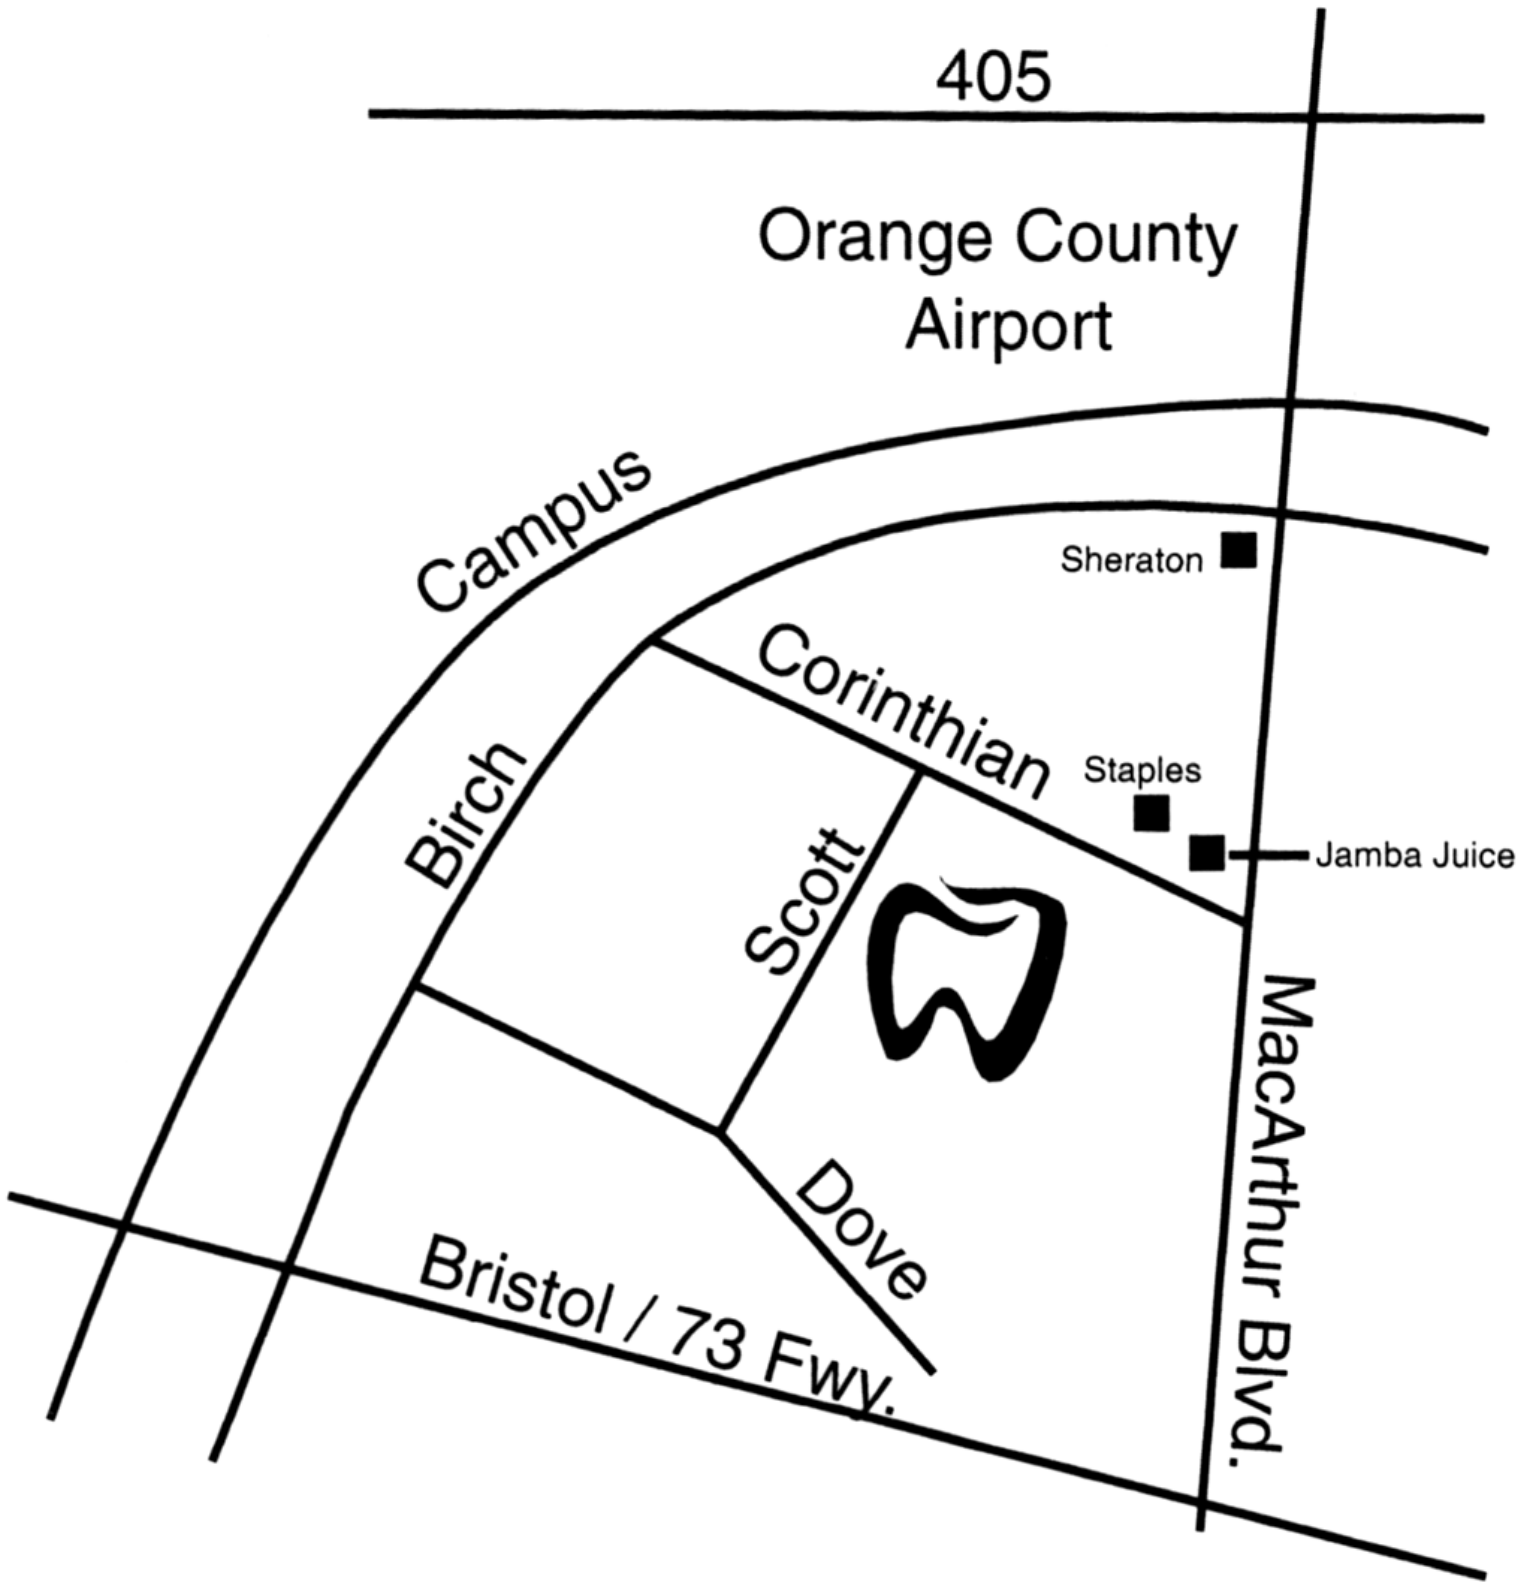 405
Orange County
Airport
Campus
Sheraton
Corinthian
Birch
Staples
Scott
Jamba Juice
MacArthur Blvd.
Dove
Bristol / 73 Fwy.